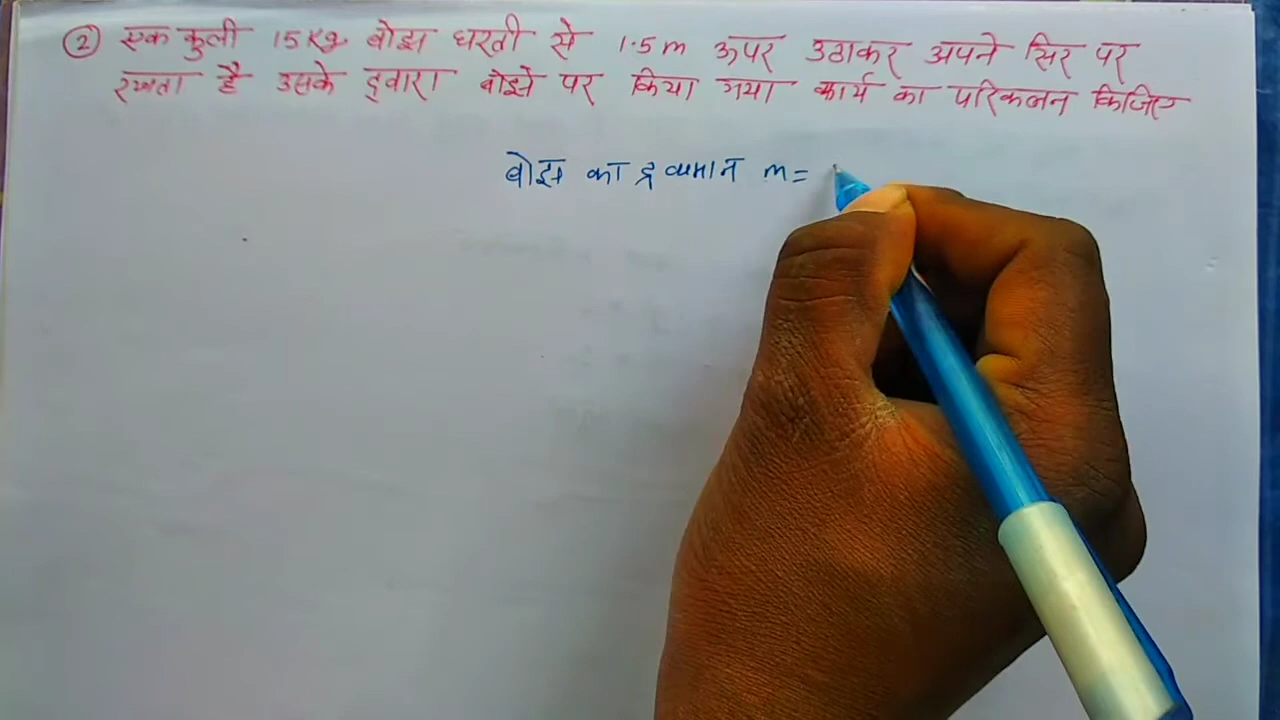 ② एक कुली 15 Kg बोझ धरती से 1.5 m ऊपर उठाकर अपने सिर पर
रखता है उसके द्वारा बोझे पर किया गया कार्य का परिकलन किजिए
बोझ का द्रव्यमान m =